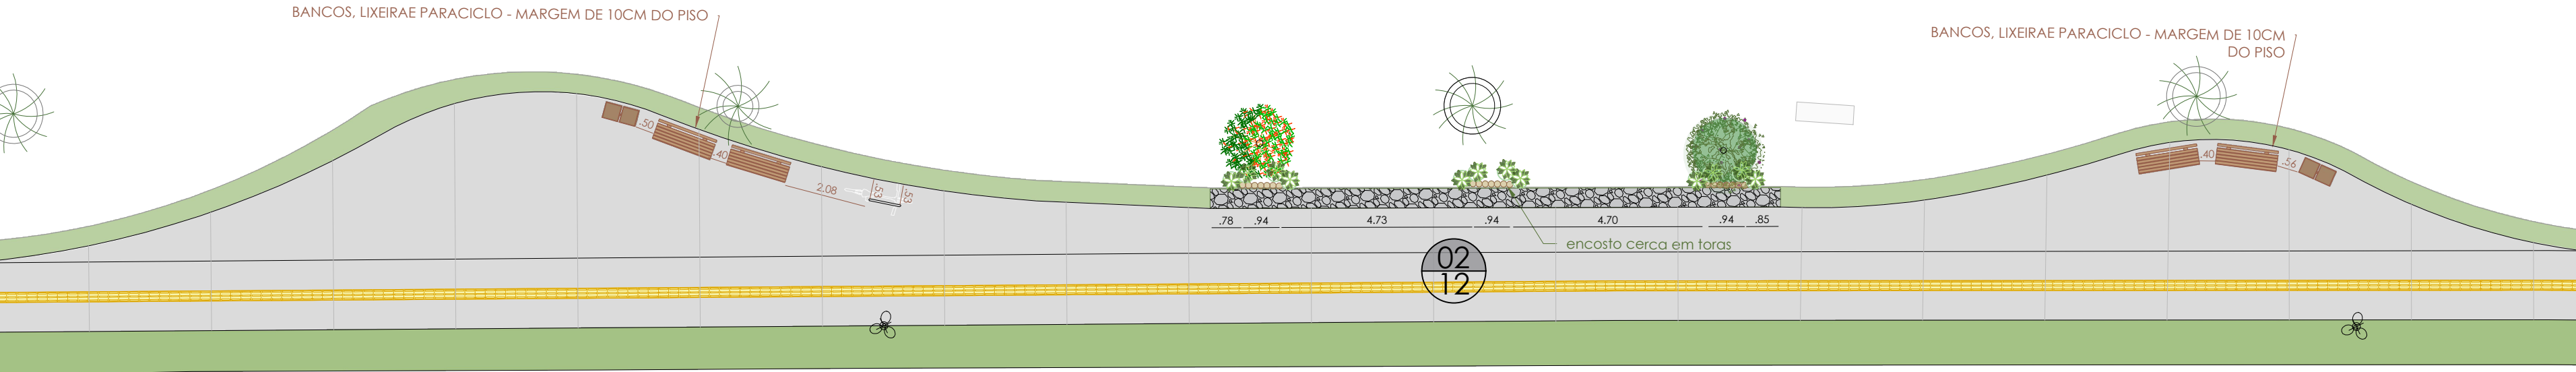 BANCOS, LIXEIRAE PARACICLO - MARGEM DE 10CM DO PISO
BANCOS, LIXEIRAE PARACICLO - MARGEM DE 10CM
DO PISO
.50
.40
2.08
.53
.53
.40
.56
.78 .94 4.73 .94 4.70 .94 .85
encosto cerca em toras
02
12